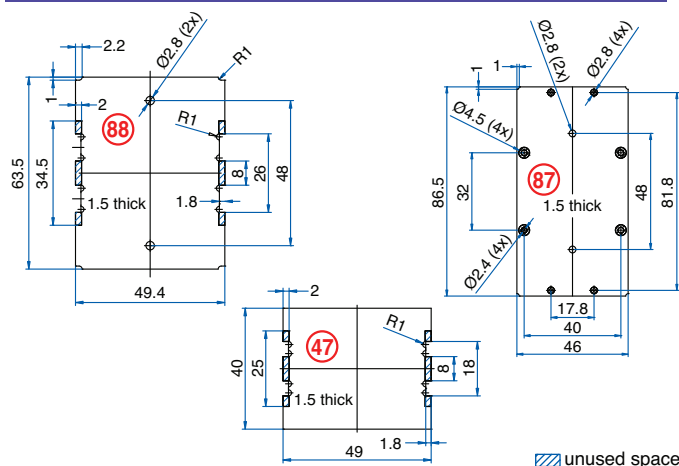 2.2
Ø2.8 (2x)
R1
1
2
88
R1
63.5
34.5
8
26
48
1.5 thick
1.8
49.4
1
1
Ø2.8 (2x)
Ø2.8 (4x)
Ø4.5 (4x)
87
86.5
32
1.5 thick
48
81.8
Ø2.4 (4x)
17.8
40
46
2
R1
47
40
25
8
18
1.5 thick
1.8
49
unused space